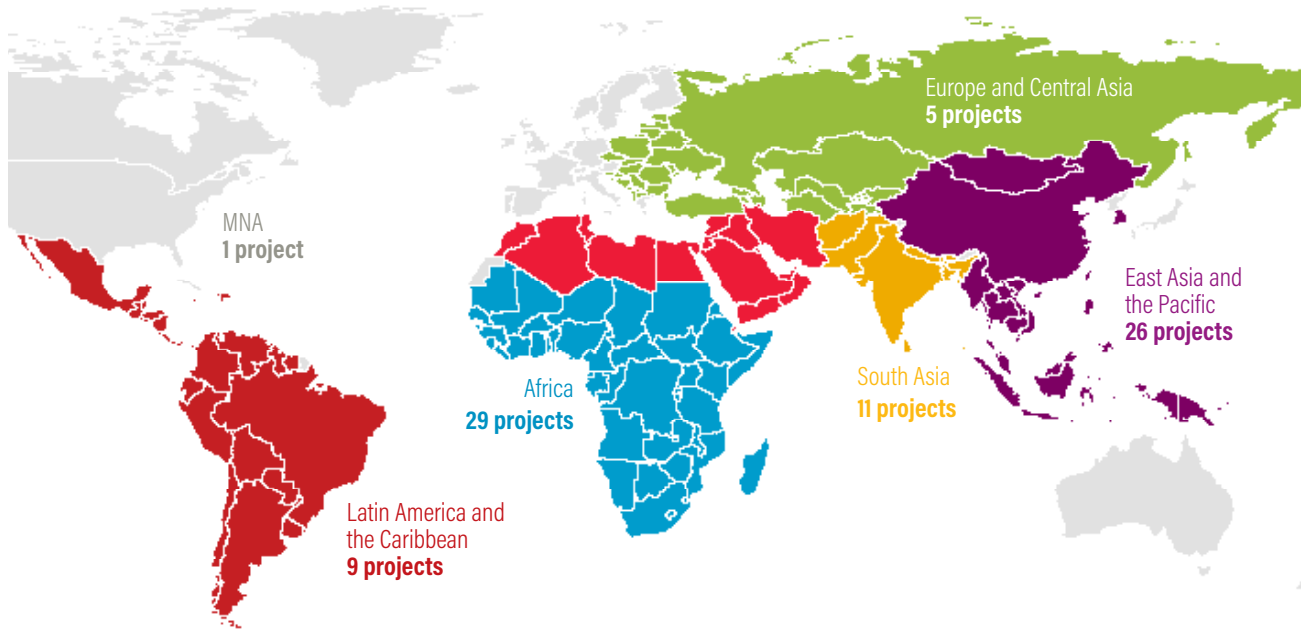 Europe and Central Asia
5 projects
MNA
1 project
East Asia and
the Pacific
26 projects
South Asia
11 projects
Africa
29 projects
Latin America and
the Caribbean
9 projects